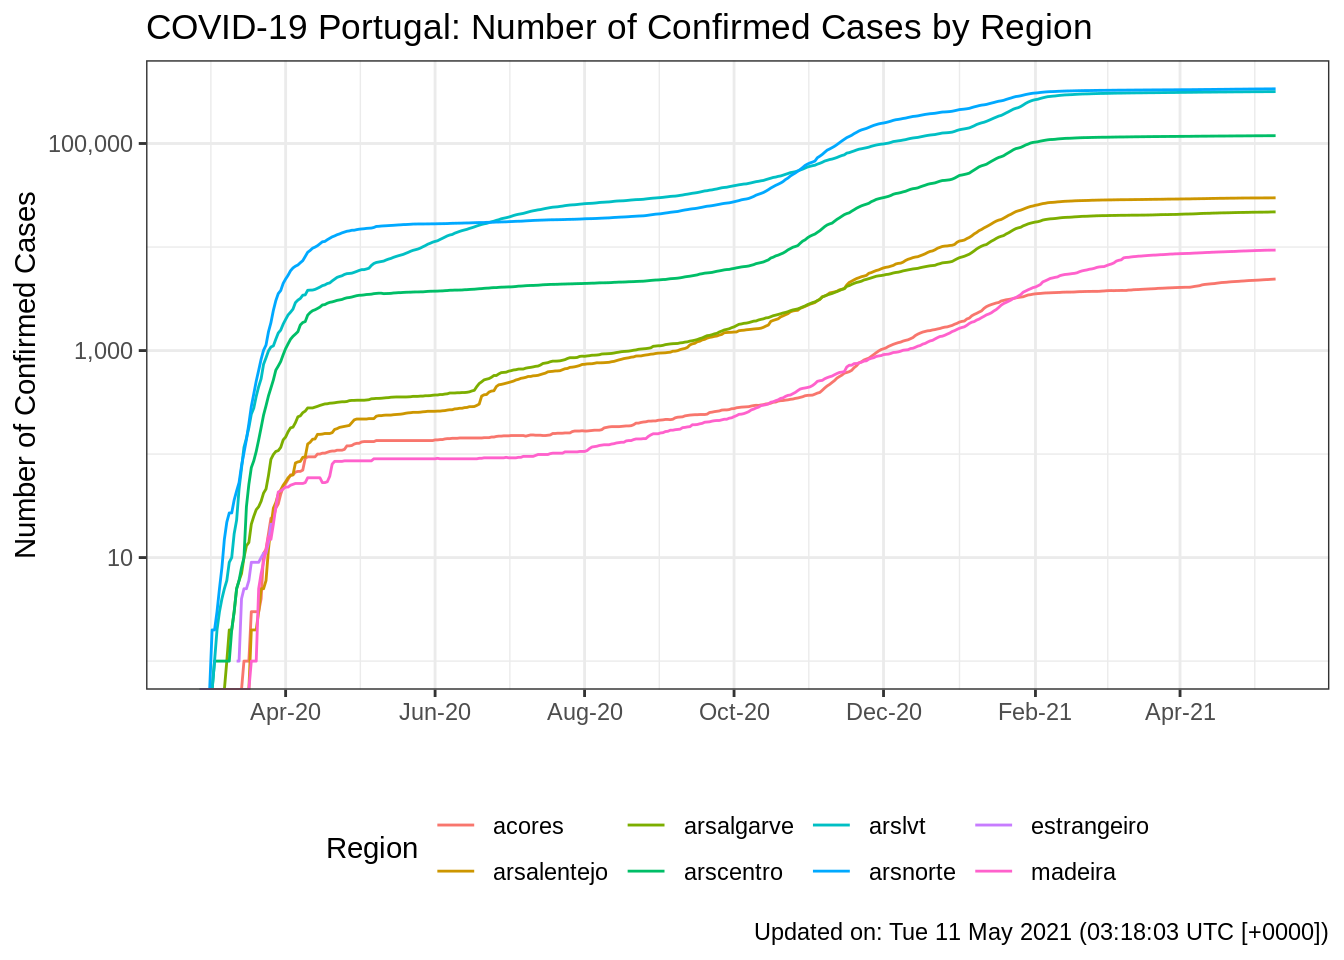 COVID-19 Portugal: Number of Confirmed Cases by Region
Number of Confirmed Cases
100,000
1,000
10
Apr-20 Jun-20 Aug-20 Oct-20 Dec-20 Feb-21 Apr-21
Region
acores arsalgarve arslvt estrangeiro
arsalentejo arscentro arsnorte madeira
Updated on: Tue 11 May 2021 (03:18:03 UTC [+0000])